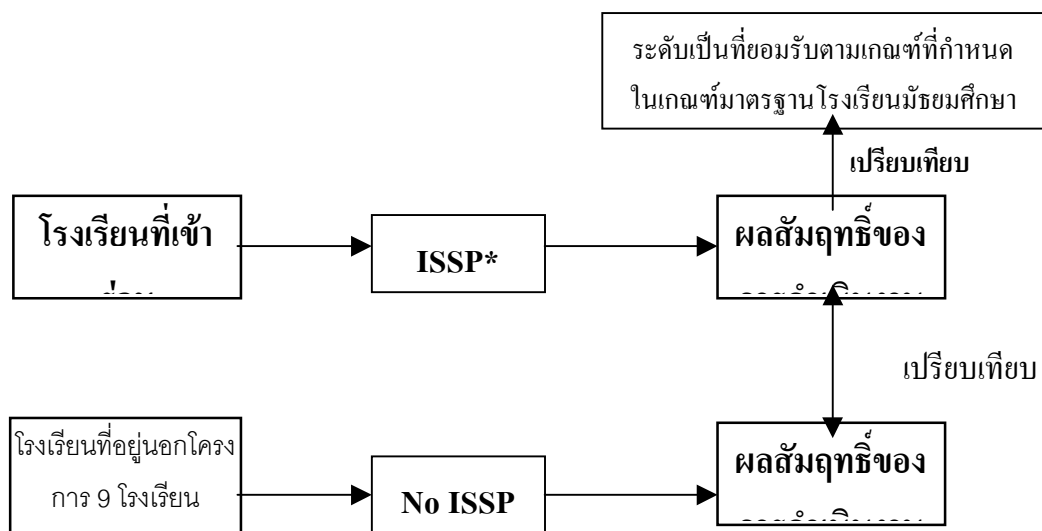 ระดับเป็นที่ยอมรับตามเกณฑ์ที่กำหนด
ในเกณฑ์มาตรฐานโรงเรียนมัธยมศึกษา
เปรียบเทียบ
โรงเรียนที่เข้า
ISSP*
ผลสัมฤทธิ์ของ
เปรียบเทียบ
โรงเรียนที่อยู่นอกโครง
การ 9 โรงเรียน
No ISSP
ผลสัมฤทธิ์ของ